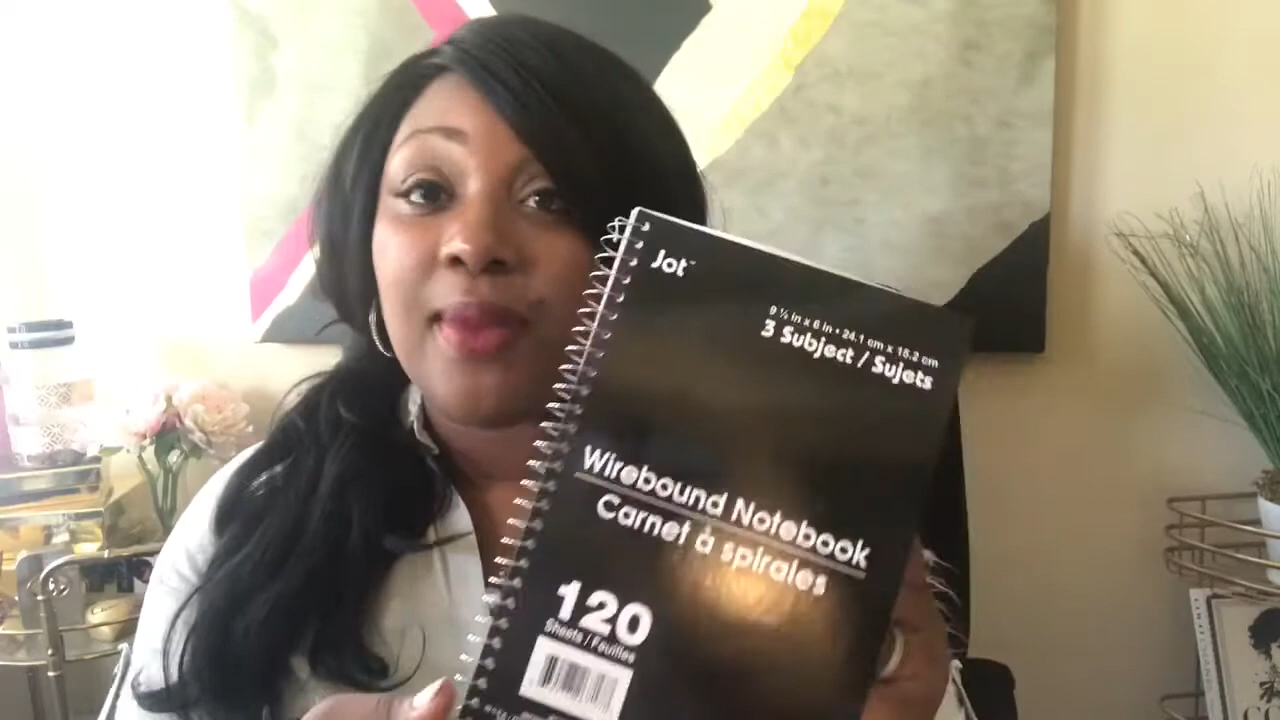 Jot™
9 ½ in x 6 in • 24.1 cm x 15.2 cm
3 Subject / Sujets
Wirebound Notebook
Carnet à spirales
120
Sheets / Feuilles